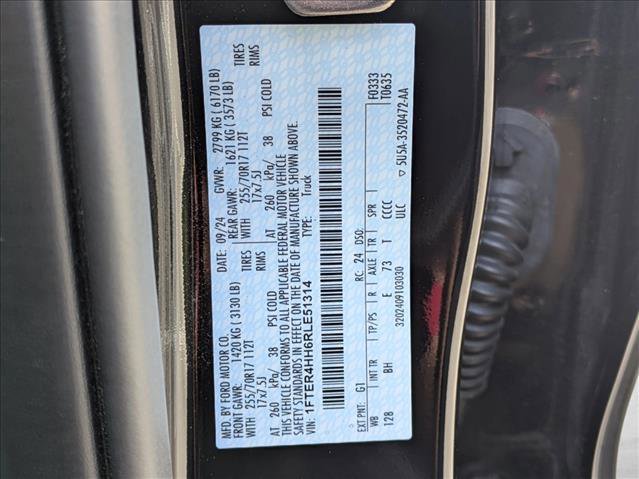 MFD. BY FORD MOTOR CO.
DATE: 09/24 GVWR: 2799 KG ( 6170 LB)
FRONT GAWR: 1420 KG ( 3130 LB) REAR GAWR: 1621 KG ( 3573 LB)
WITH 255/70R17 112T TIRES WITH 255/70R17 112T TIRES
17x7.5J RIMS 17x7.5J RIMS
AT 260 kPa/ 38 PSI COLD AT 260 kPa/ 38 PSI COLD
THIS VEHICLE CONFORMS TO ALL APPLICABLE FEDERAL MOTOR VEHICLE
SAFETY STANDARDS IN EFFECT ON THE DATE OF MANUFACTURE SHOWN ABOVE.
VIN: 1FTER4HH6RLE51314 TYPE: Truck
F0333
T0635
EXT PNT: G1 RC: 24 DSO:
WB INT TR TP/PS R AXLE TR SPR
128 BH E 73 T CCCC
ULC
3202409103030
5U5A-3520472-AA